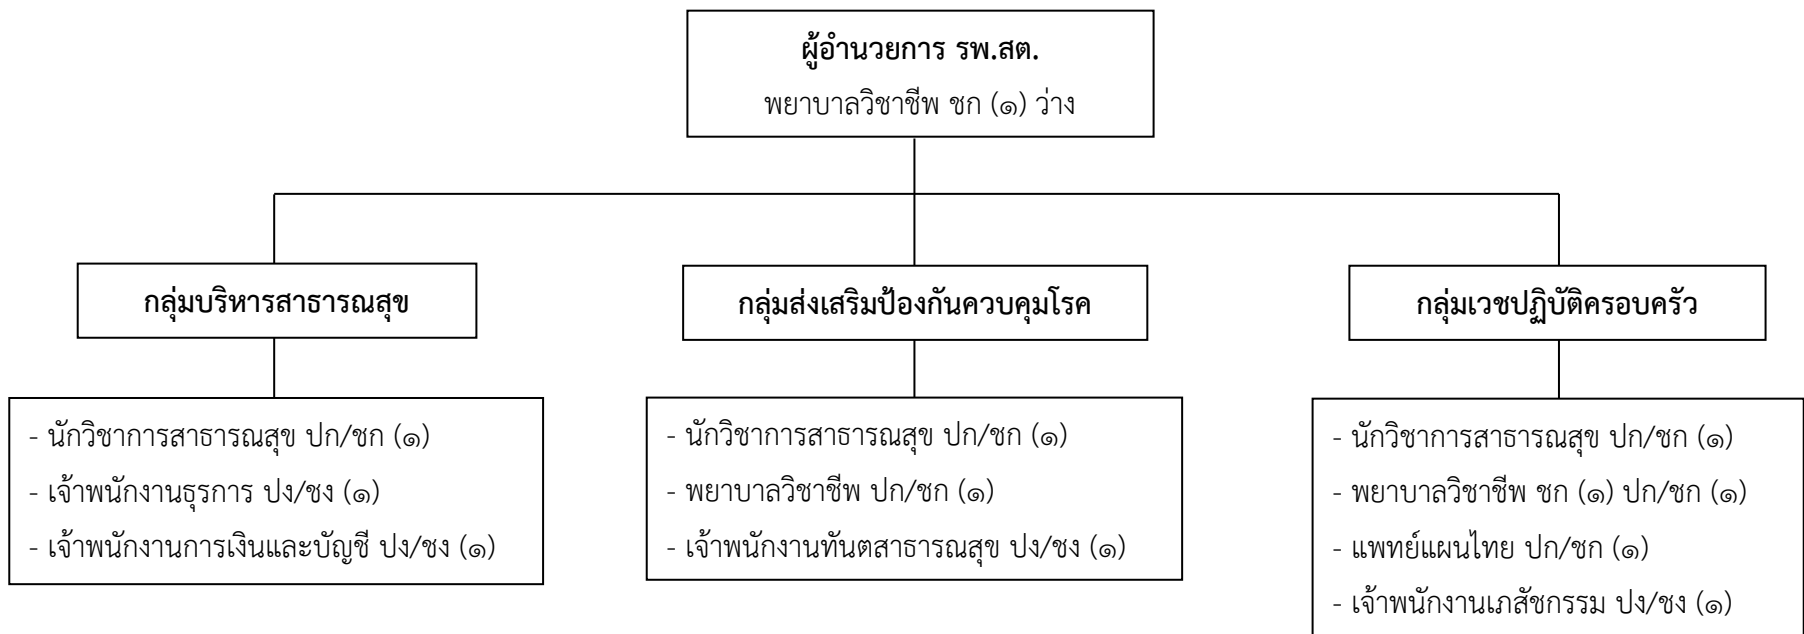 ผู้อำนวยการ รพ.สต.
พยาบาลวิชาชีพ ชก (๑) ว่าง
กลุ่มบริหารสาธารณสุข
- นักวิชาการสาธารณสุข ปก/ชก (๑)
- เจ้าพนักงานธุรการ ปง/ชง (๑)
- เจ้าพนักงานการเงินและบัญชี ปง/ชง (๑)
กลุ่มส่งเสริมป้องกันควบคุมโรค
- นักวิชาการสาธารณสุข ปก/ชก (๑)
- พยาบาลวิชาชีพ ปก/ชก (๑)
- เจ้าพนักงานทันตสาธารณสุข ปง/ชง (๑)
กลุ่มเวชปฏิบัติครอบครัว
- นักวิชาการสาธารณสุข ปก/ชก (๑)
- พยาบาลวิชาชีพ ชก (๑) ปก/ชก (๑)
- แพทย์แผนไทย ปก/ชก (๑)
- เจ้าพนักงานเภสัชกรรม ปง/ชง (๑)